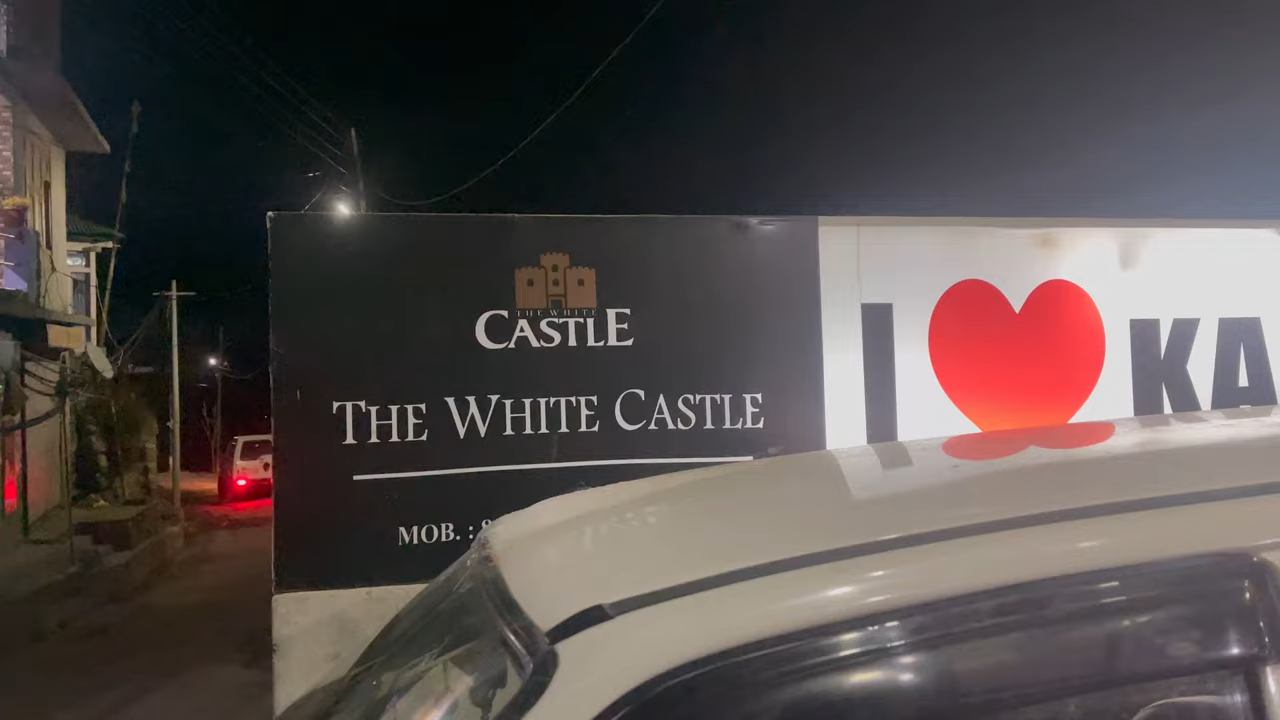 THE WHITE
CASTLE
THE WHITE CASTLE
MOB. :
I ❤ KA